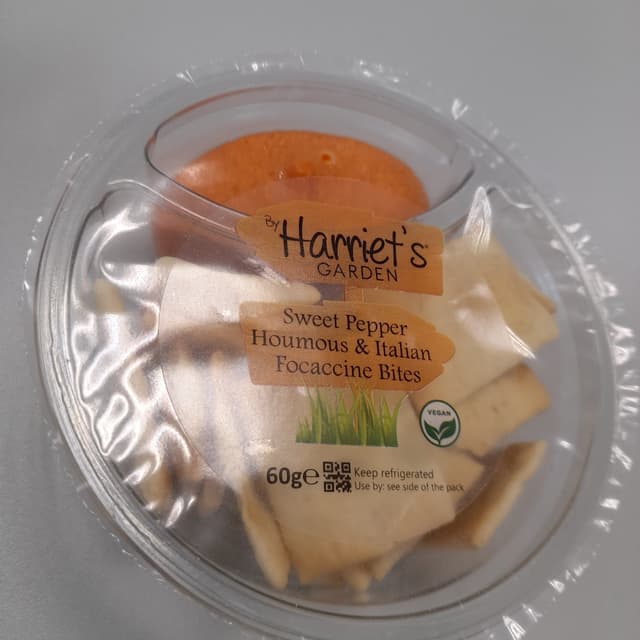 By
Harriet's
GARDEN
Sweet Pepper
Houmous & Italian
Focaccine Bites
VEGAN
60g℮
Keep refrigerated
Use by: see side of the pack